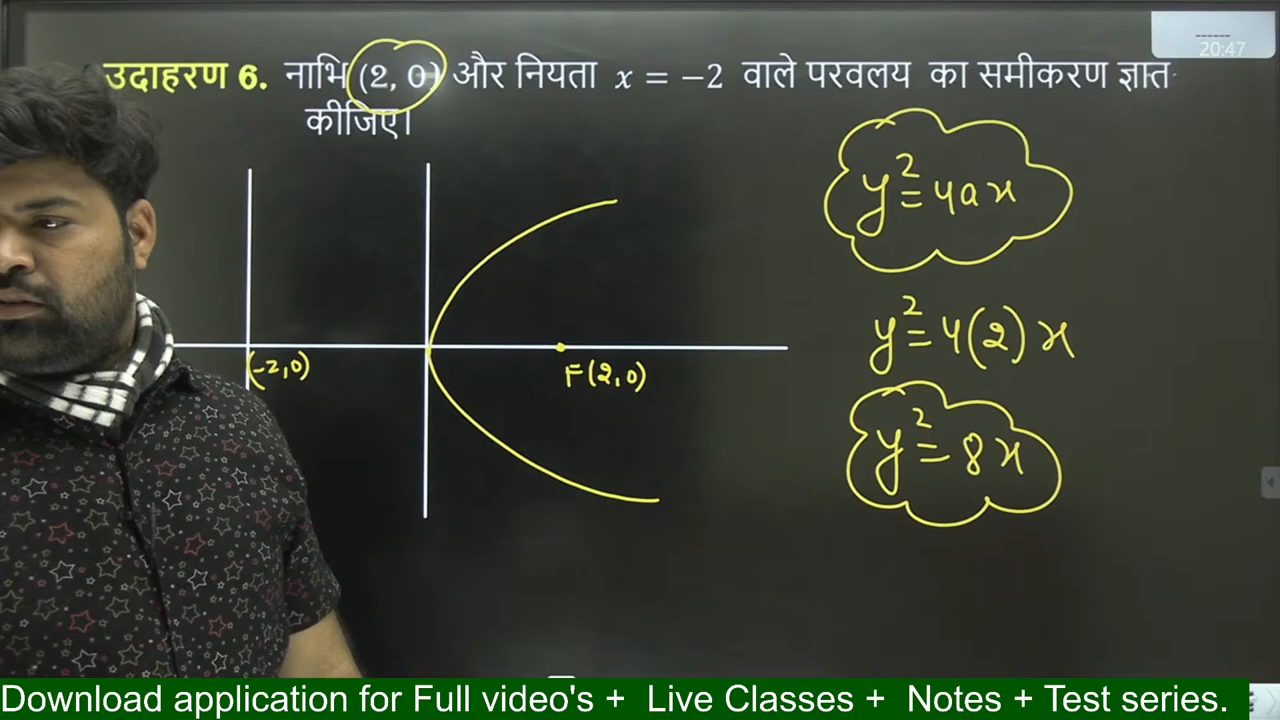 20:47
उदाहरण 6. नाभि (2, 0) और नियता x = −2 वाले परवलय का समीकरण ज्ञात
कीजिए।
y² = 4ax
y² = 4(2)x
(-2,0)
F(2,0)
y² = 8x
Download application for Full video's + Live Classes + Notes + Test series.